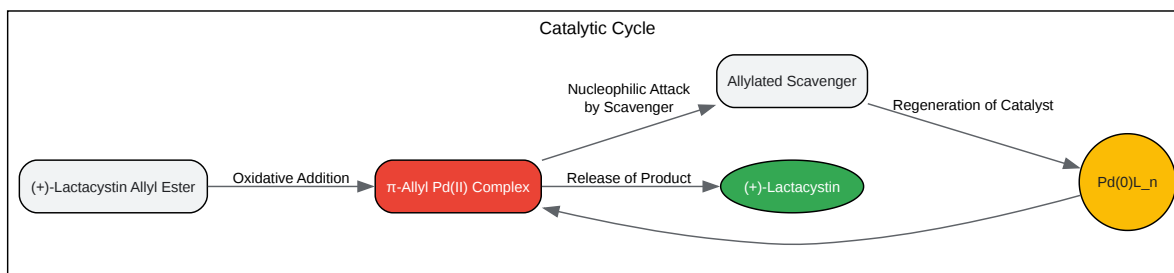 Catalytic Cycle
Allylated Scavenger
Nucleophilic Attack
by Scavenger
Regeneration of Catalyst
(+)-Lactacystin Allyl Ester
Oxidative Addition
π-Allyl Pd(II) Complex
Release of Product
(+)-Lactacystin
Pd(0)L_n